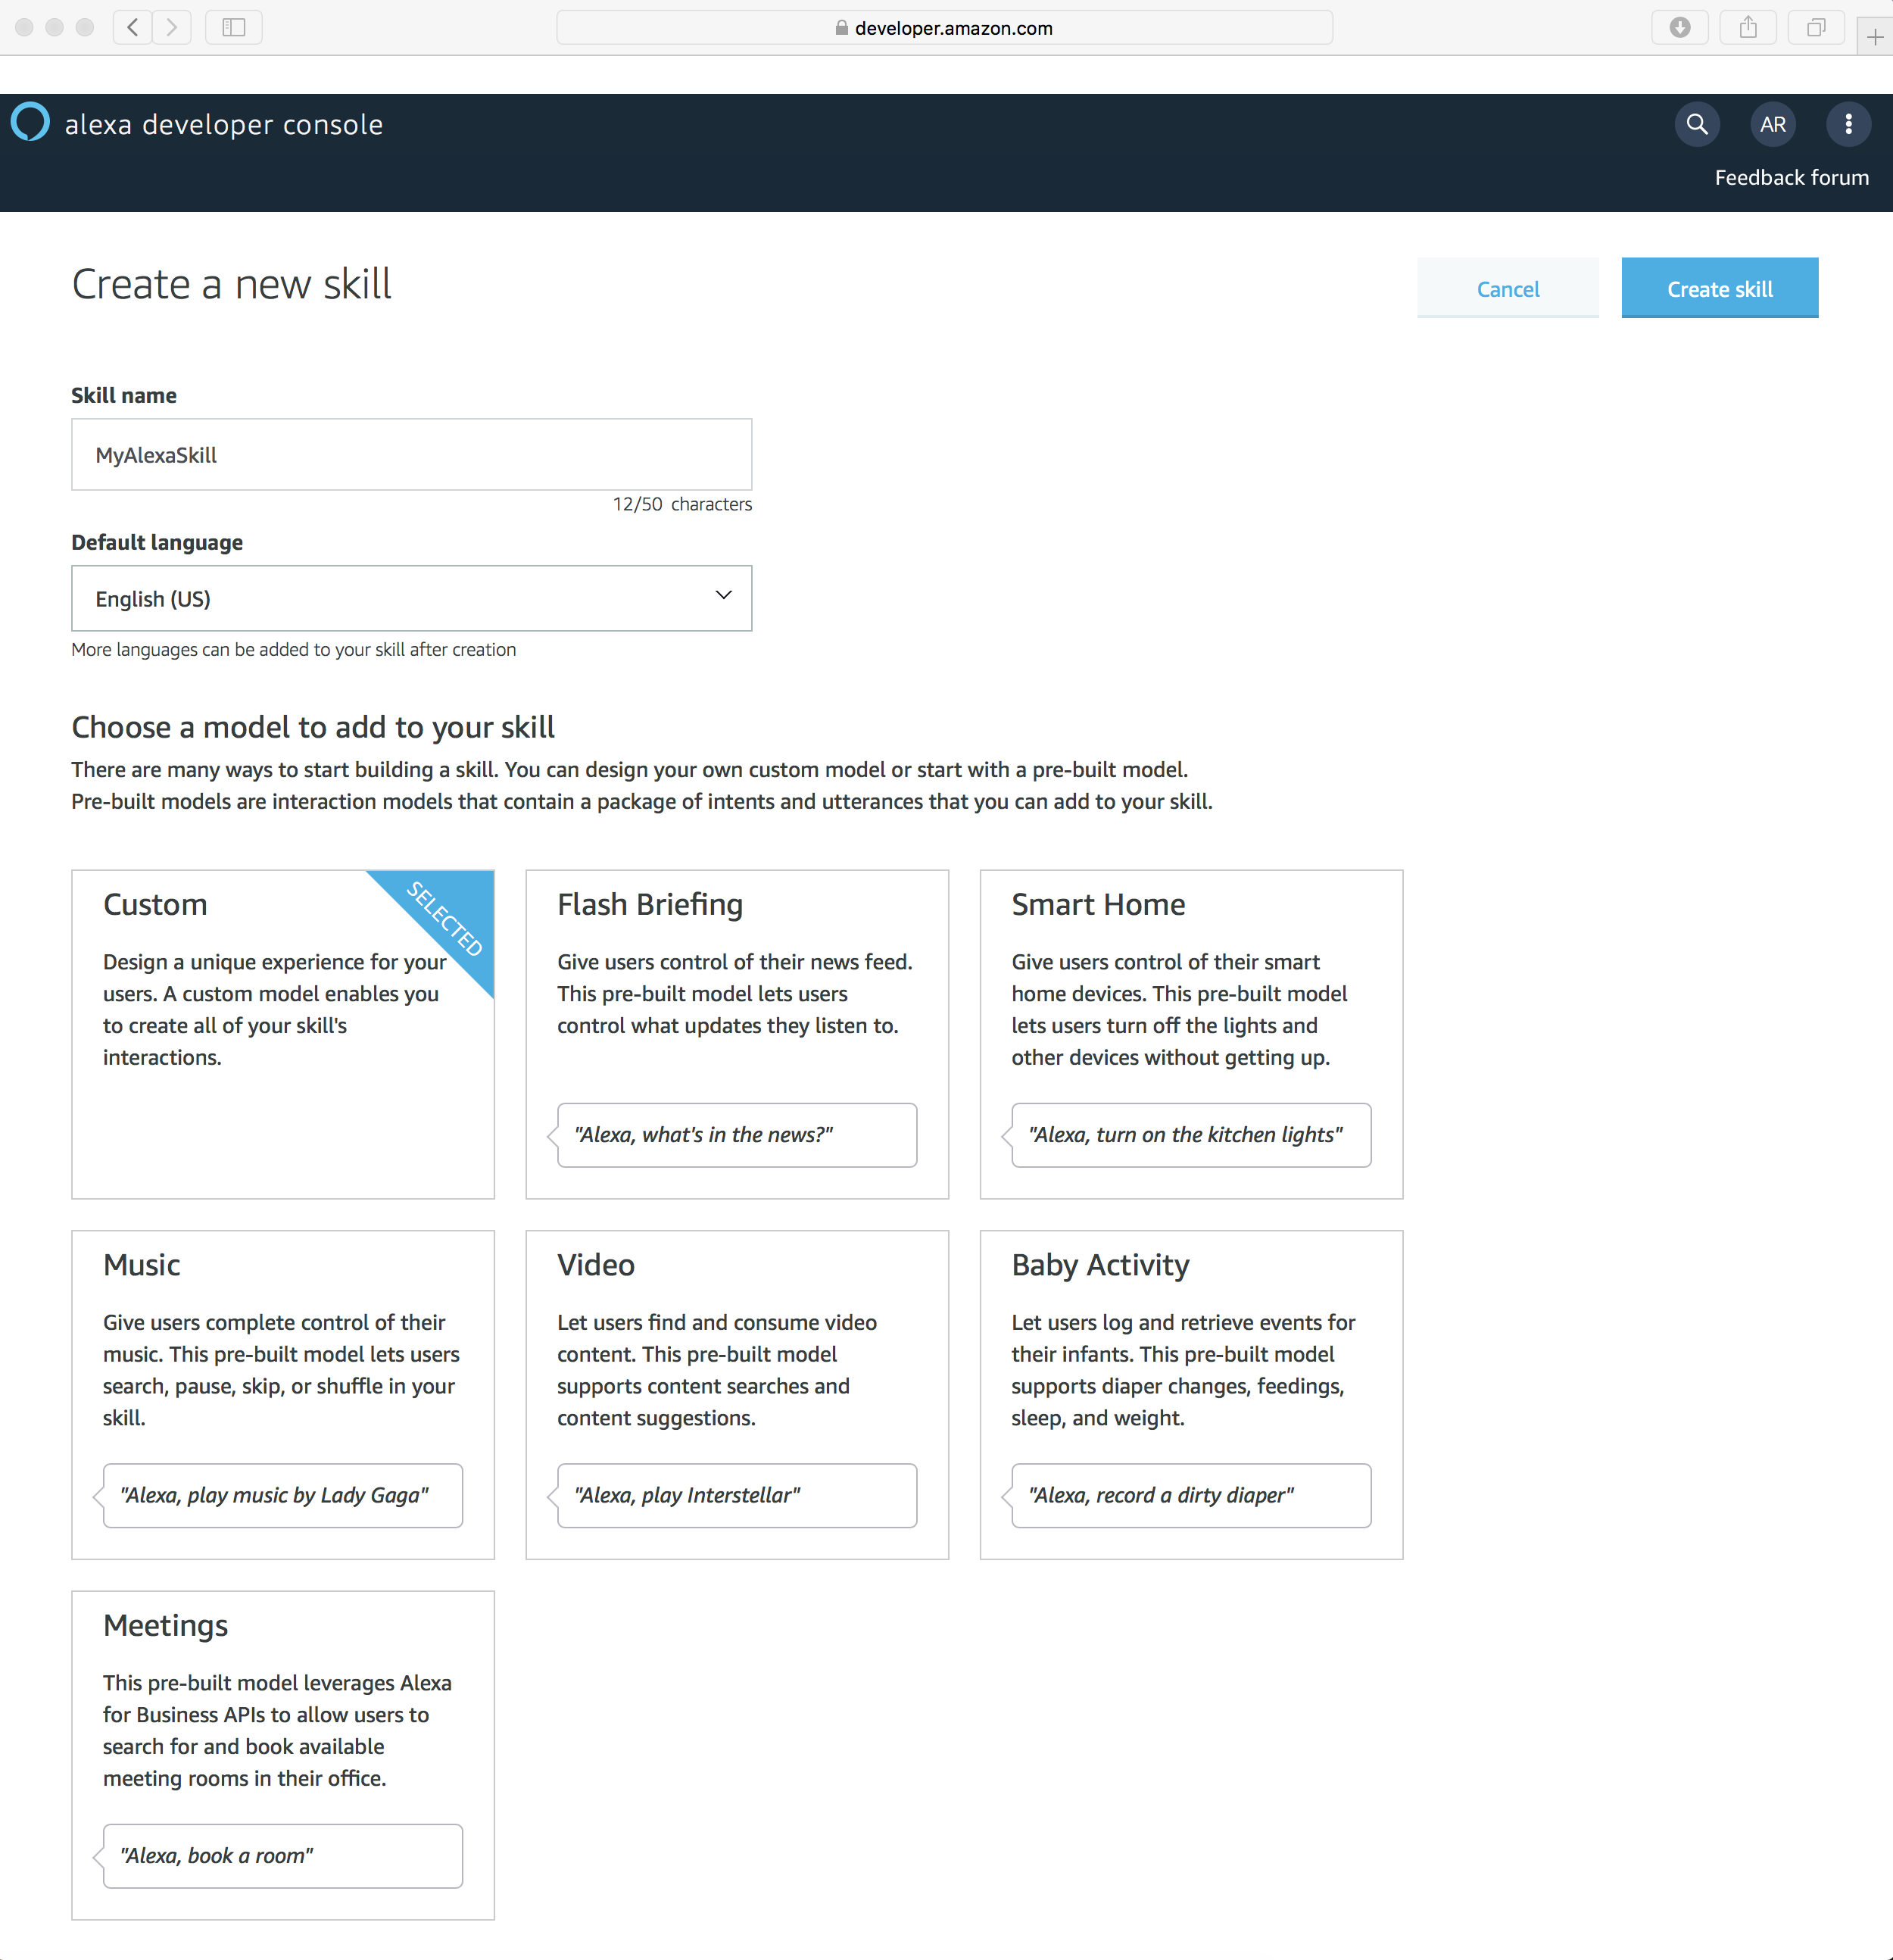 developer.amazon.com
alexa developer console
AR
Feedback forum
Create a new skill
Cancel
Create skill
Skill name
MyAlexaSkill
12/50 characters
Default language
English (US)
More languages can be added to your skill after creation
Choose a model to add to your skill
There are many ways to start building a skill. You can design your own custom model or start with a pre-built model.
Pre-built models are interaction models that contain a package of intents and utterances that you can add to your skill.
Custom
SELECTED
Design a unique experience for your
users. A custom model enables you
to create all of your skill's
interactions.
Flash Briefing
Give users control of their news feed.
This pre-built model lets users
control what updates they listen to.
"Alexa, what's in the news?"
Smart Home
Give users control of their smart
home devices. This pre-built model
lets users turn off the lights and
other devices without getting up.
"Alexa, turn on the kitchen lights"
Music
Give users complete control of their
music. This pre-built model lets users
search, pause, skip, or shuffle in your
skill.
"Alexa, play music by Lady Gaga"
Video
Let users find and consume video
content. This pre-built model
supports content searches and
content suggestions.
"Alexa, play Interstellar"
Baby Activity
Let users log and retrieve events for
their infants. This pre-built model
supports diaper changes, feedings,
sleep, and weight.
"Alexa, record a dirty diaper"
Meetings
This pre-built model leverages Alexa
for Business APIs to allow users to
search for and book available
meeting rooms in their office.
"Alexa, book a room"